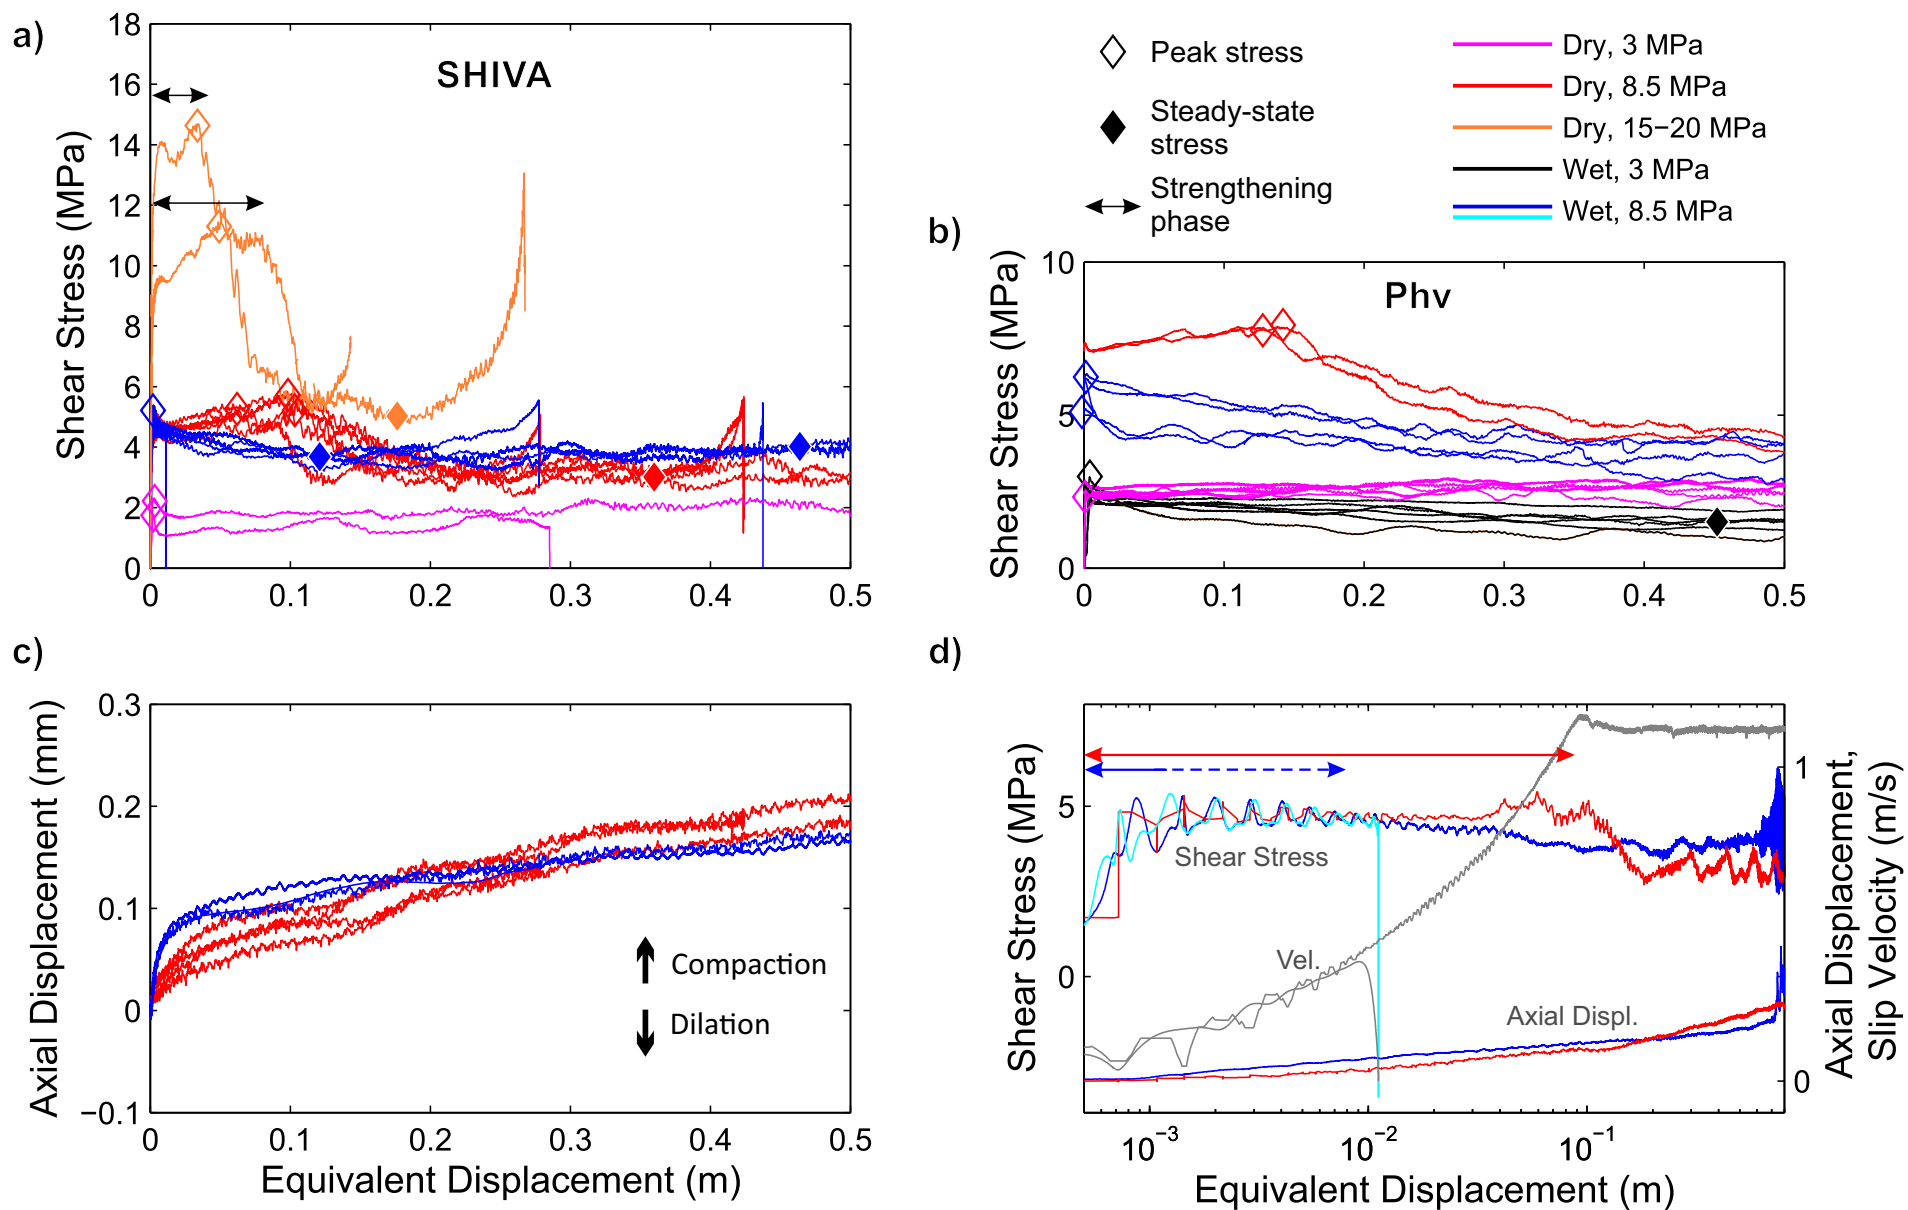 a)
SHIVA
Shear Stress (MPa)
18
16
14
12
10
8
6
4
2
0
0
0.1
0.2
0.3
0.4
0.5
Peak stress
Steady-state
stress
Strengthening
phase
Dry, 3 MPa
Dry, 8.5 MPa
Dry, 15−20 MPa
Wet, 3 MPa
Wet, 8.5 MPa
b)
Phv
Shear Stress (MPa)
10
5
0
0
0.1
0.2
0.3
0.4
0.5
c)
Axial Displacement (mm)
0.3
0.2
0.1
0
−0.1
Compaction
Dilation
0
0.1
0.2
0.3
0.4
0.5
Equivalent Displacement (m)
d)
Shear Stress (MPa)
5
0
Shear Stress
Vel.
Axial Displ.
1
0
Axial Displacement,
Slip Velocity (m/s)
10−3
10−2
10−1
Equivalent Displacement (m)